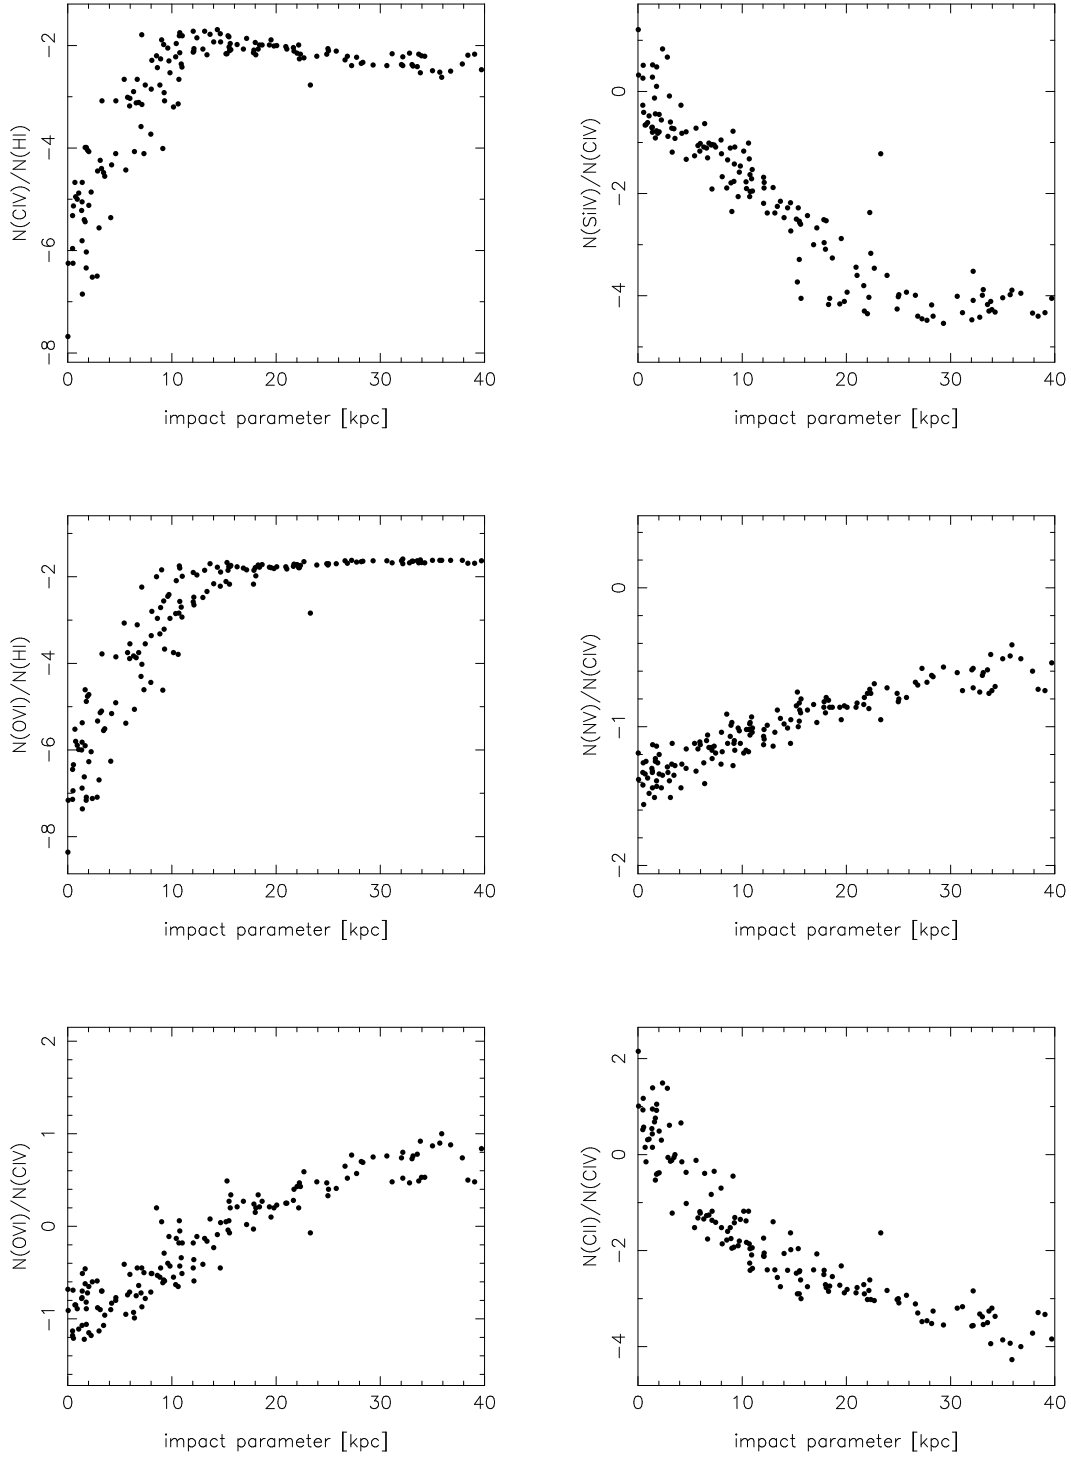 −2
−4
−6
−8
N(CIV)/N(HI)
0 10 20 30 40
impact parameter [kpc]
0
−2
−4
N(SiIV)/N(CIV)
0 10 20 30 40
impact parameter [kpc]
−2
−4
−6
−8
N(OVI)/N(HI)
0 10 20 30 40
impact parameter [kpc]
0
−1
−2
N(NV)/N(CIV)
0 10 20 30 40
impact parameter [kpc]
2
1
0
−1
N(OVI)/N(CIV)
0 10 20 30 40
impact parameter [kpc]
2
0
−2
−4
N(CII)/N(CIV)
0 10 20 30 40
impact parameter [kpc]